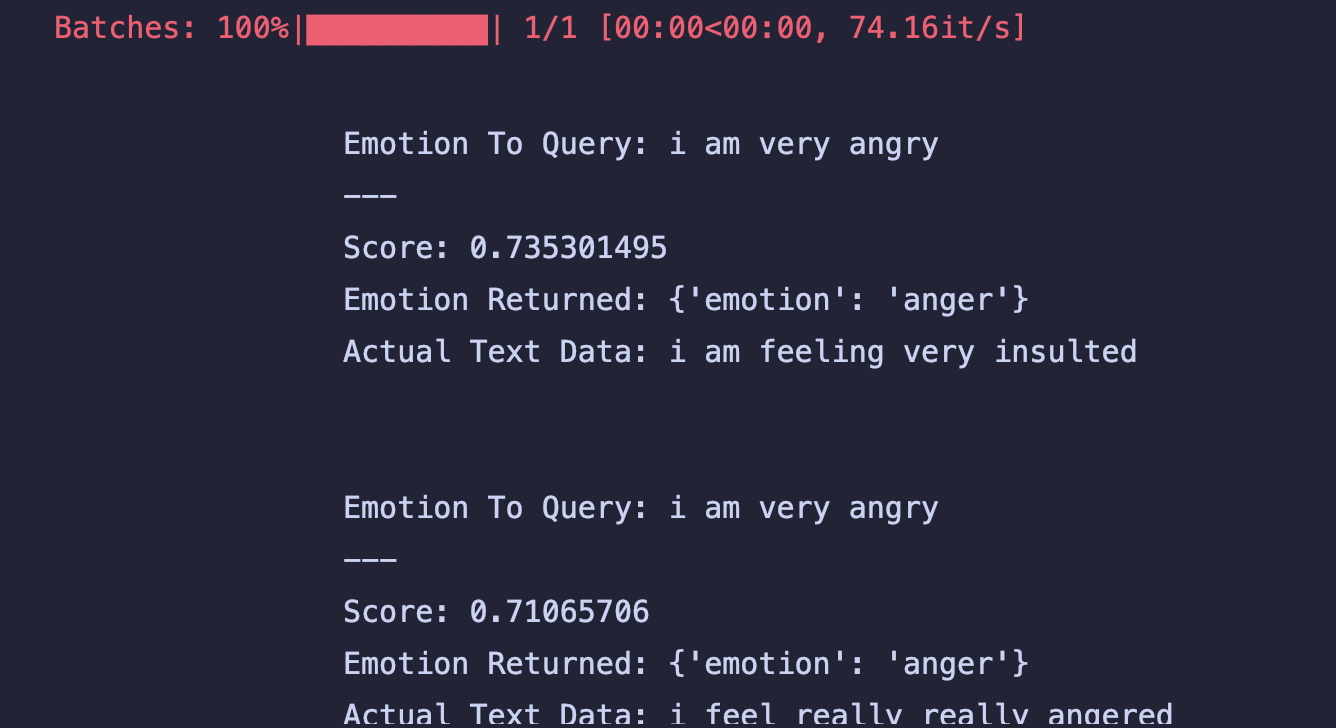 Batches: 100%|██████████| 1/1 [00:00<00:00, 74.16it/s]
Emotion To Query: i am very angry
---
Score: 0.735301495
Emotion Returned: {'emotion': 'anger'}
Actual Text Data: i am feeling very insulted
Emotion To Query: i am very angry
---
Score: 0.71065706
Emotion Returned: {'emotion': 'anger'}
Actual Text Data: i feel really really angered